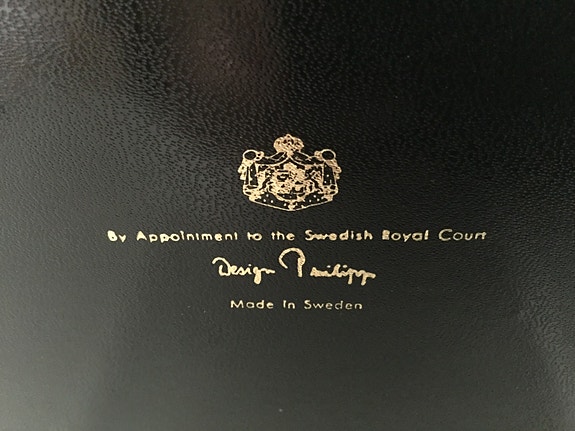 By Appointment to the Swedish Royal Court
Design Philipp
Made in Sweden